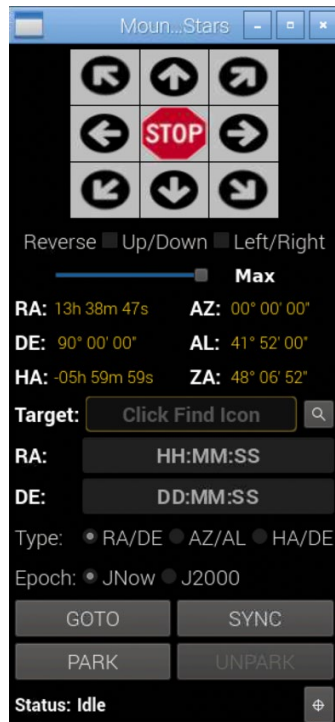 Moun...Stars
STOP
Reverse Up/Down Left/Right
Max
RA: 13h 38m 47s AZ: 00° 00' 00"
DE: 90° 00' 00" AL: 41° 52' 00"
HA: -05h 59m 59s ZA: 48° 06' 52"
Target: Click Find Icon
RA: HH:MM:SS
DE: DD:MM:SS
Type: RA/DE AZ/AL HA/DE
Epoch: JNow J2000
GOTO SYNC
PARK UNPARK
Status: Idle